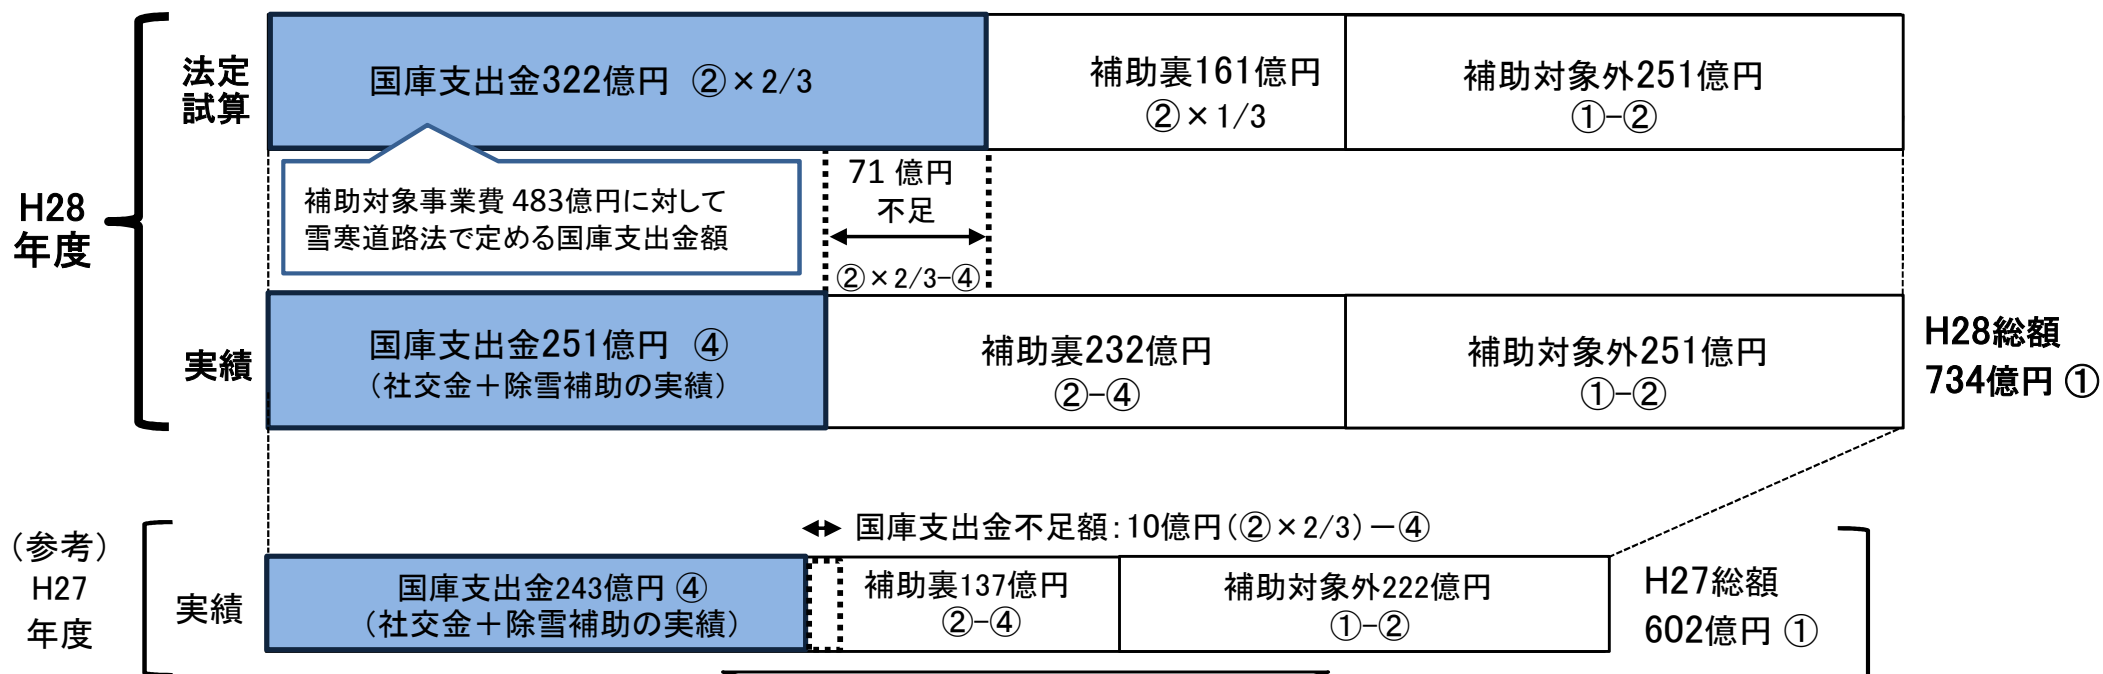 H28
年度
法定
試算
国庫支出金322億円 ②×2/3
補助裏161億円
②×1/3
補助対象外251億円
①-②
補助対象事業費 483億円に対して
雪寒道路法で定める国庫支出金額
71 億円
不足
②×2/3-④
実績
国庫支出金251億円 ④
（社交金＋除雪補助の実績）
補助裏232億円
②-④
補助対象外251億円
①-②
H28総額
734億円 ①
（参考）
H27
年度
国庫支出金不足額：10億円（②×2/3）－④
実績
国庫支出金243億円 ④
（社交金＋除雪補助の実績）
補助裏137億円
②-④
補助対象外222億円
①-②
H27総額
602億円 ①